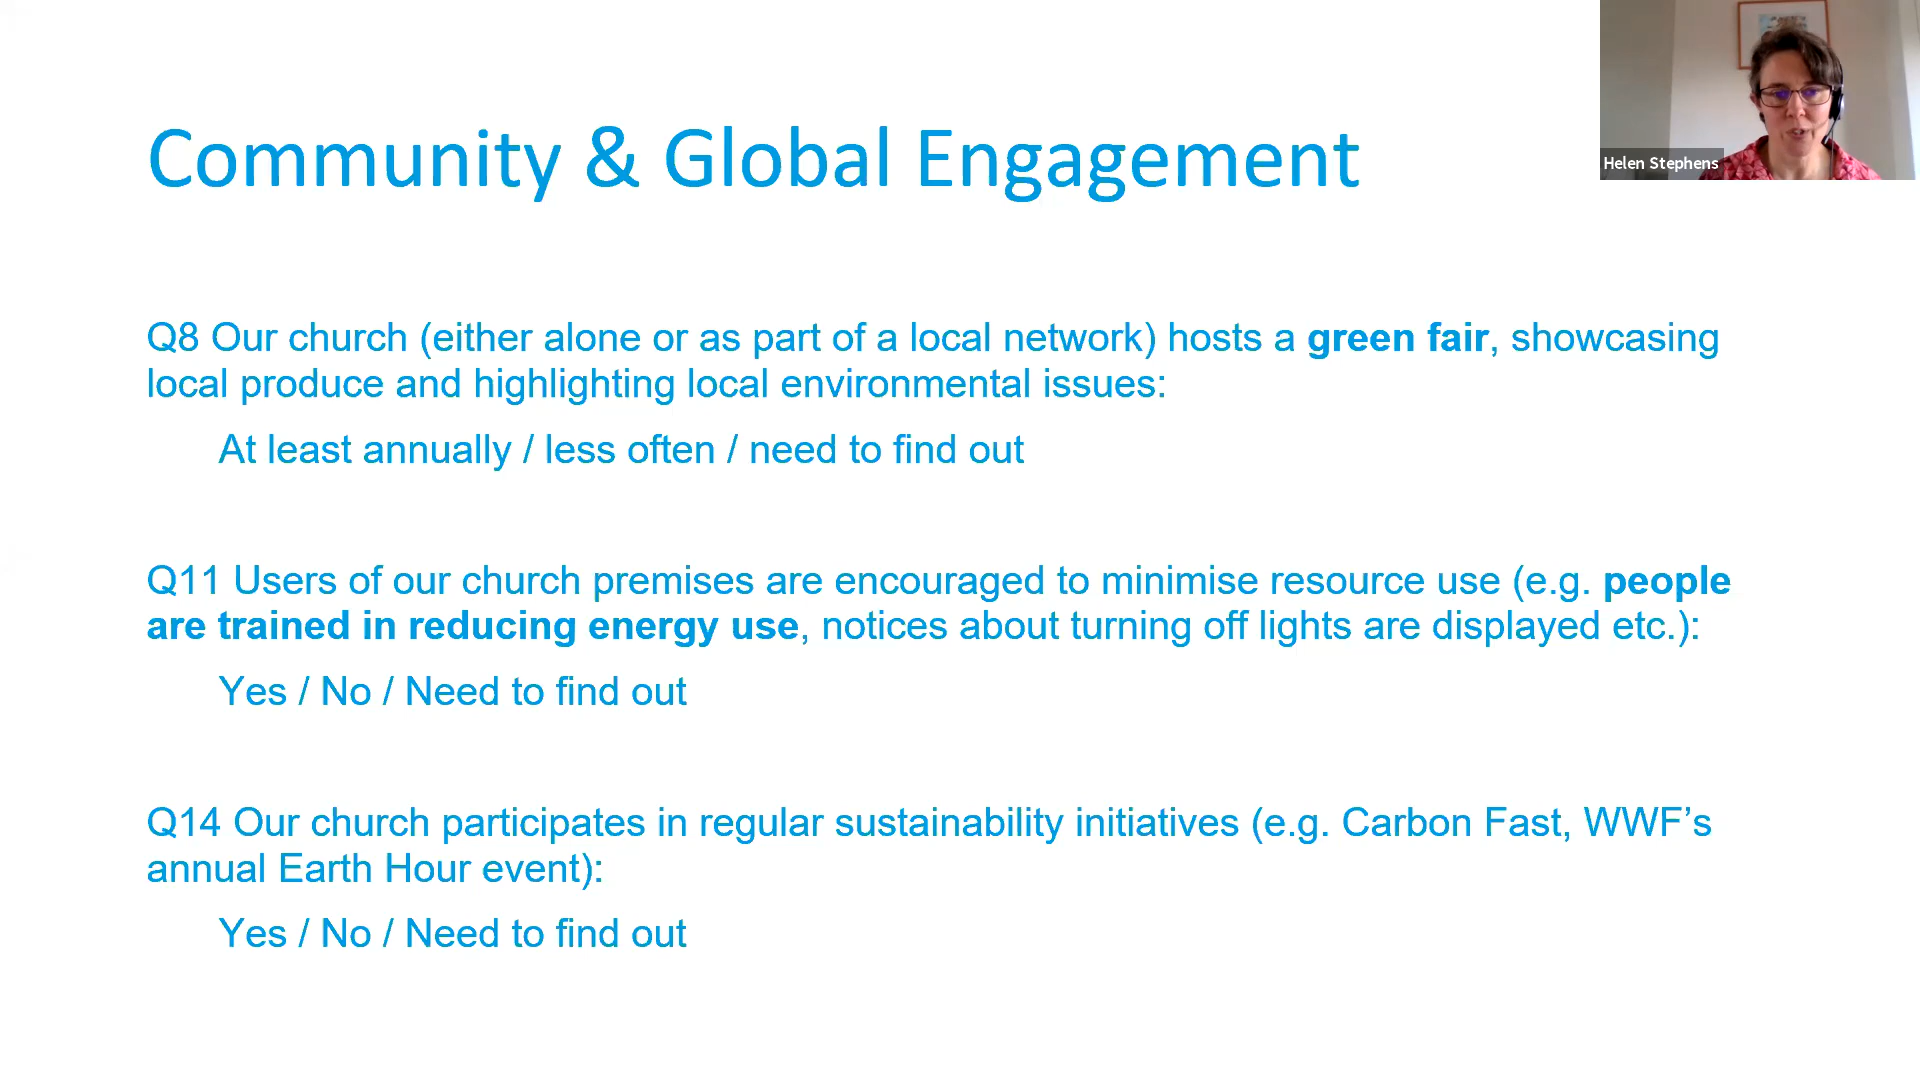 Community & Global Engagement
Helen Stephens
Q8 Our church (either alone or as part of a local network) hosts a green fair, showcasing
local produce and highlighting local environmental issues:
At least annually / less often / need to find out
Q11 Users of our church premises are encouraged to minimise resource use (e.g. people
are trained in reducing energy use, notices about turning off lights are displayed etc.):
Yes / No / Need to find out
Q14 Our church participates in regular sustainability initiatives (e.g. Carbon Fast, WWF’s
annual Earth Hour event):
Yes / No / Need to find out